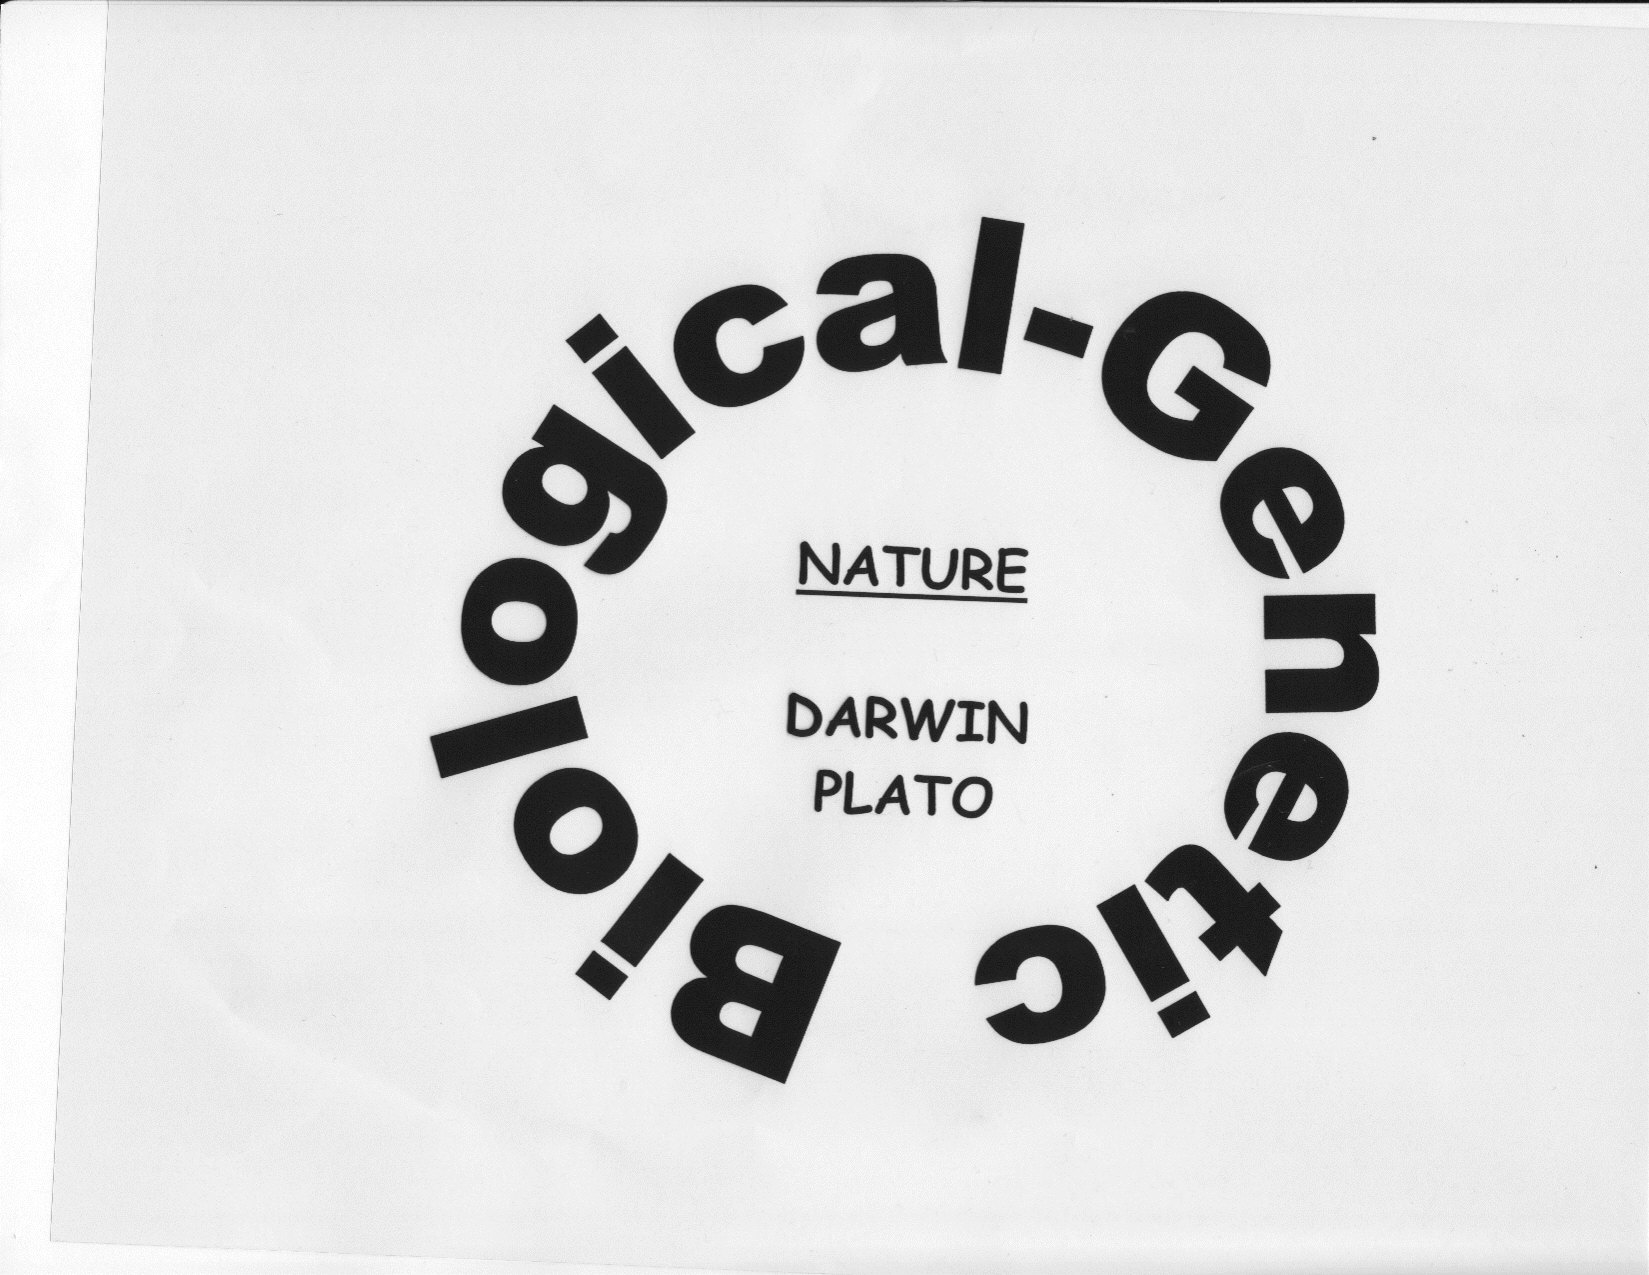 Biological-Genetic
NATURE
DARWIN
PLATO